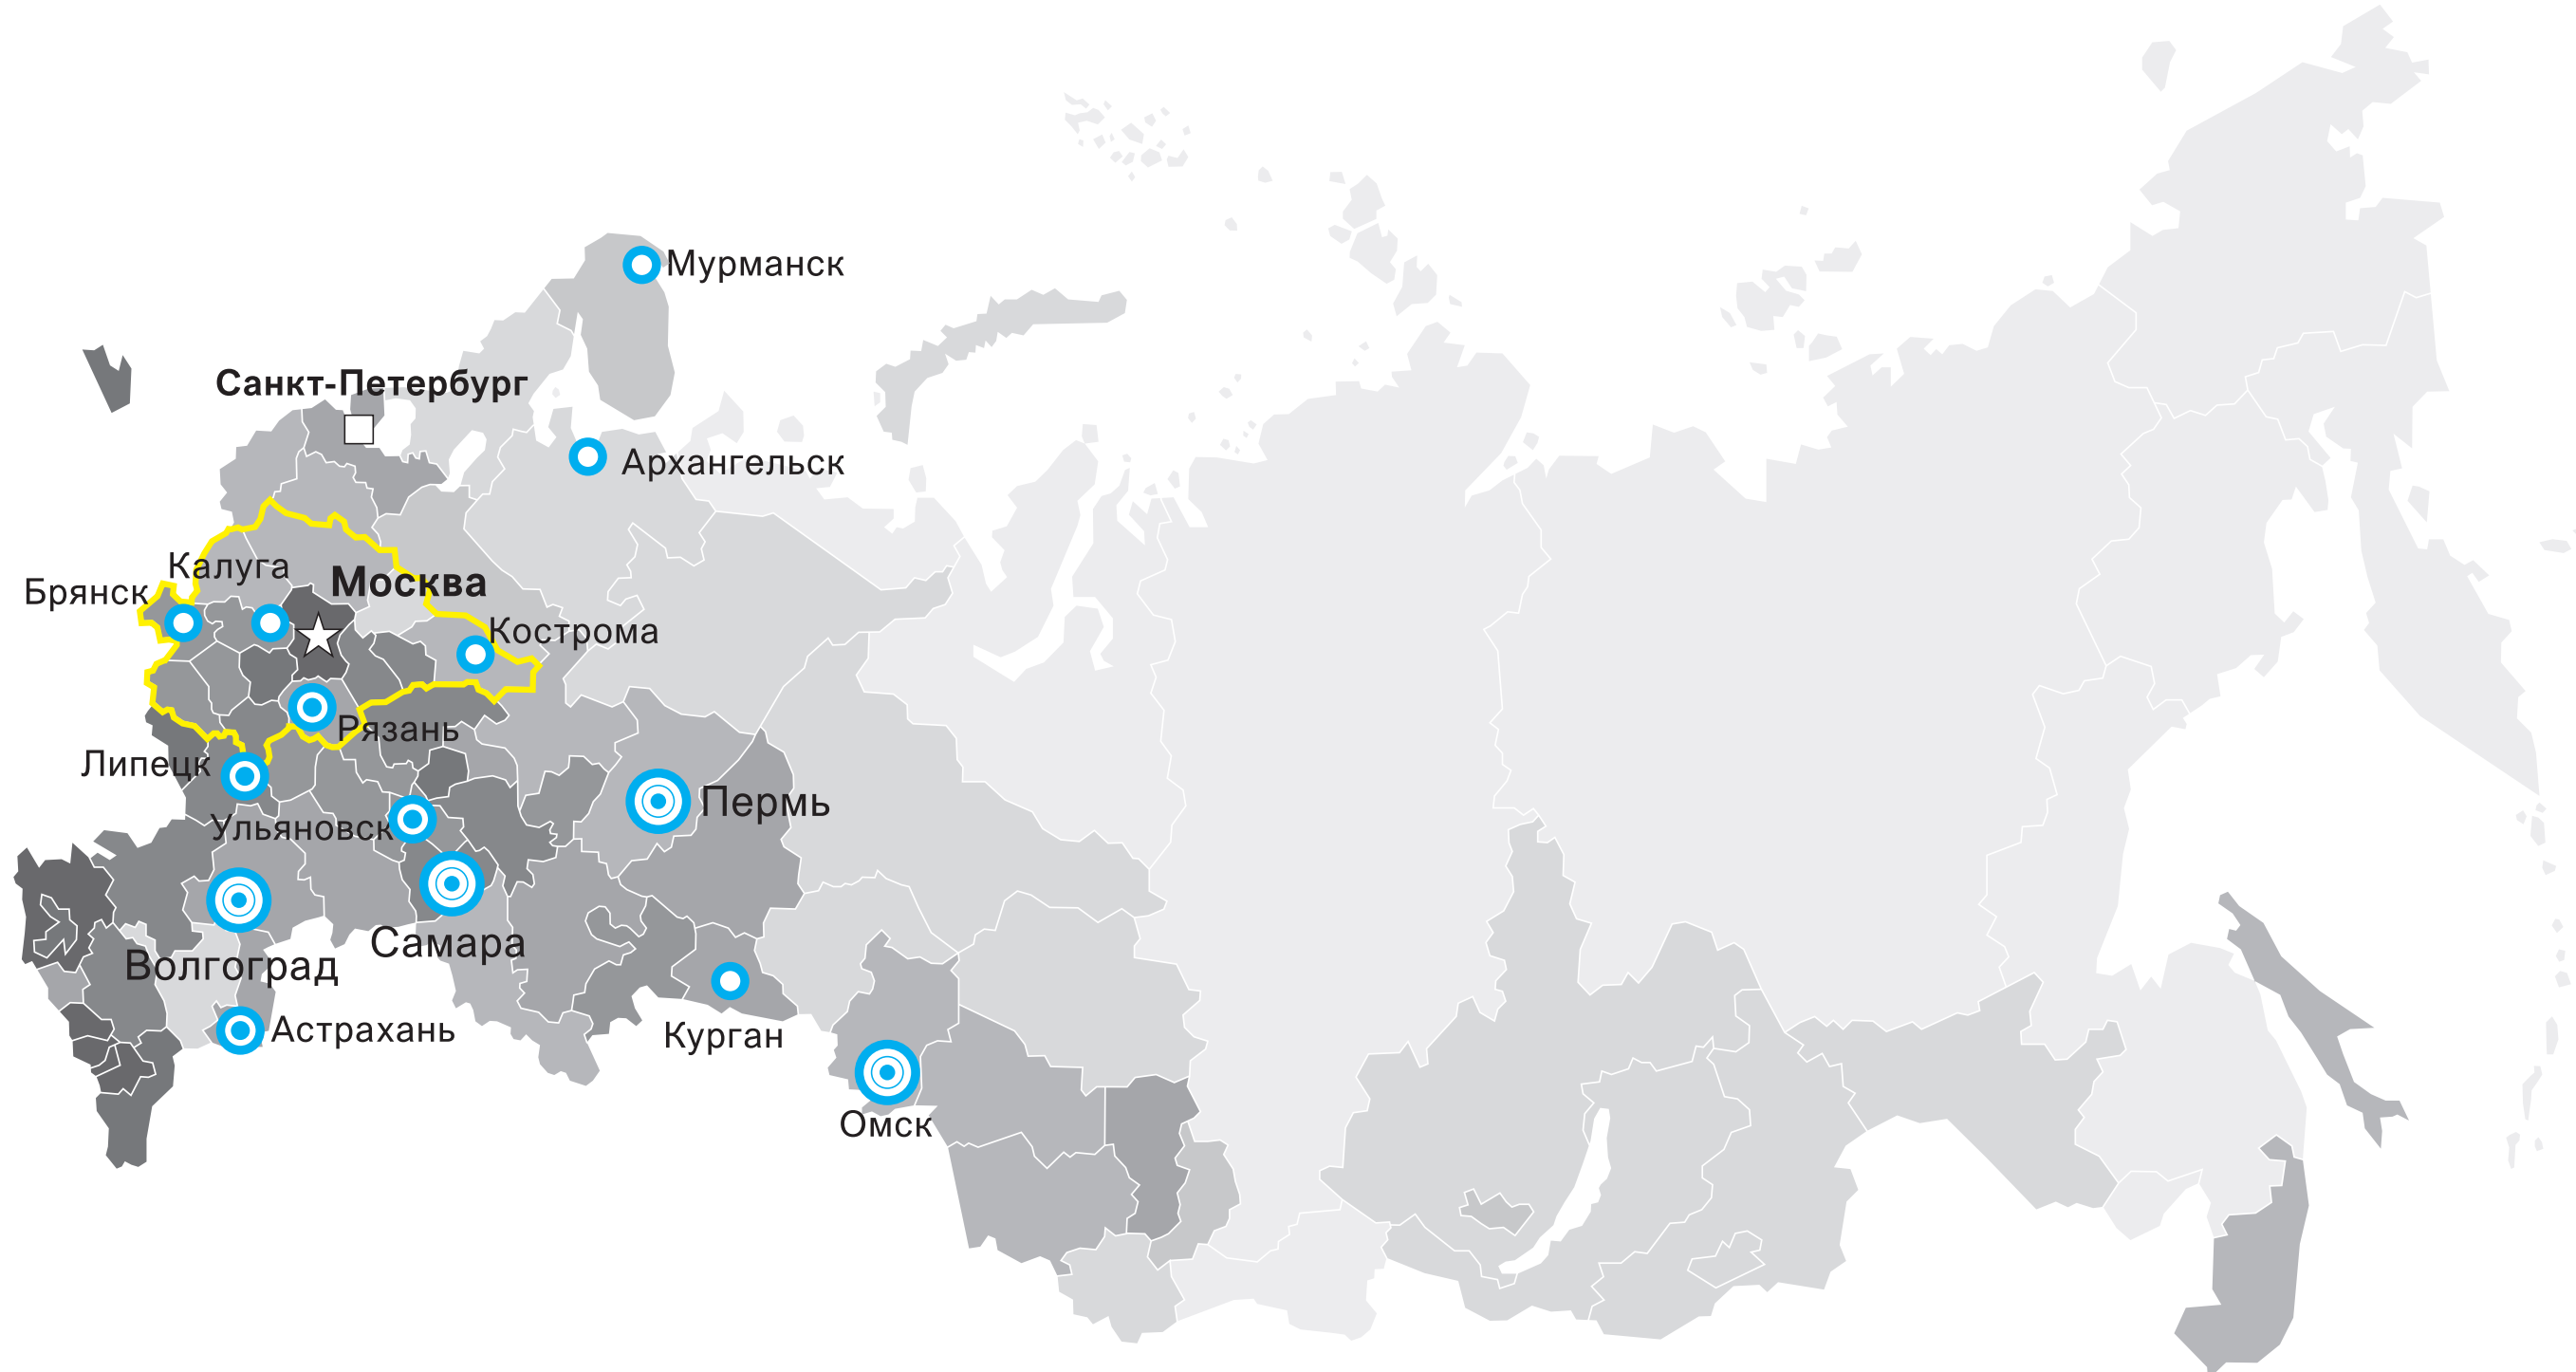 Мурманск
Санкт-Петербург
Архангельск
Калуга
Москва
Брянск
Кострома
Рязань
Липецк
Пермь
Ульяновск
Самара
Волгоград
Астрахань
Курган
Омск